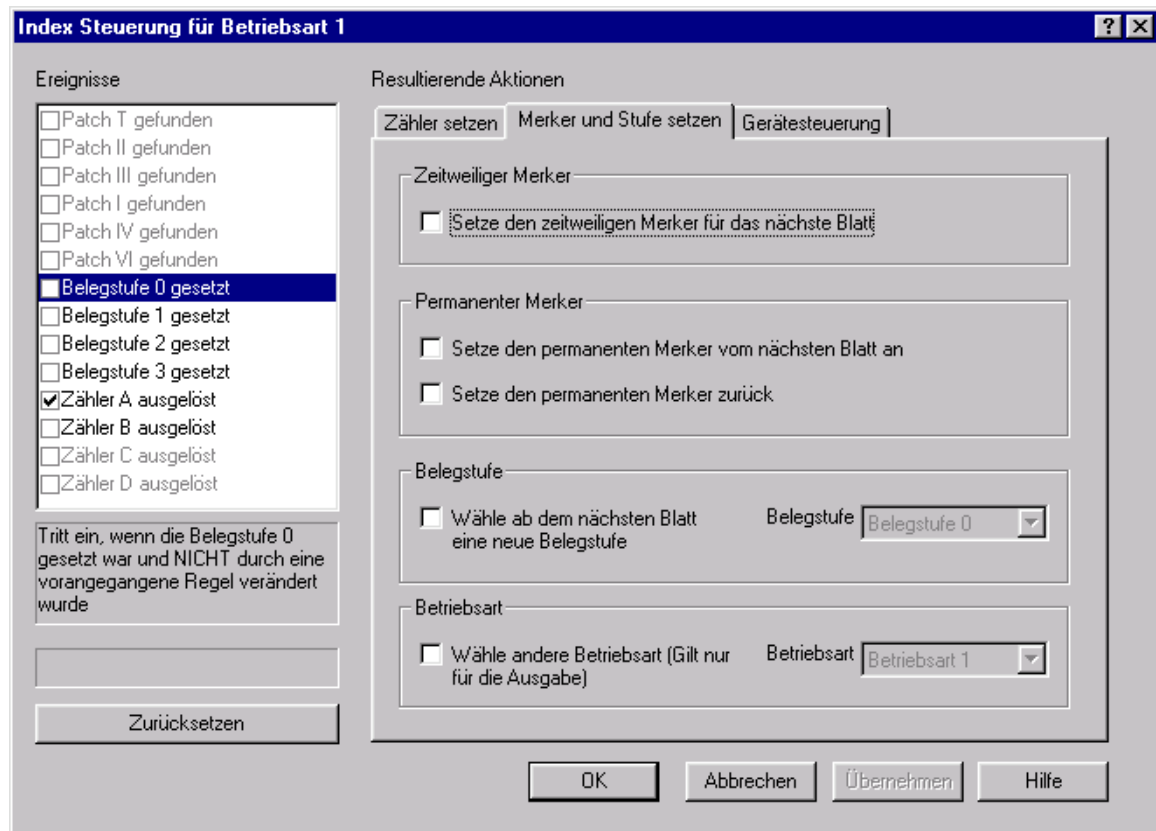 Index Steuerung für Betriebsart 1
Ereignisse
Patch T gefunden
Patch II gefunden
Patch III gefunden
Patch I gefunden
Patch IV gefunden
Patch VI gefunden
Belegstufe 0 gesetzt
Belegstufe 1 gesetzt
Belegstufe 2 gesetzt
Belegstufe 3 gesetzt
Zähler A ausgelöst
Zähler B ausgelöst
Zähler C ausgelöst
Zähler D ausgelöst
Tritt ein, wenn die Belegstufe 0
gesetzt war und NICHT durch eine
vorangegangene Regel verändert
wurde
Zurücksetzen
Resultierende Aktionen
Zähler setzen
Merker und Stufe setzen
Gerätesteuerung
Zeitweiliger Merker
Setze den zeitweiligen Merker für das nächste Blatt
Permanenter Merker
Setze den permanenten Merker vom nächsten Blatt an
Setze den permanenten Merker zurück
Belegstufe
Wähle ab dem nächsten Blatt
eine neue Belegstufe
Belegstufe
Belegstufe 0
Betriebsart
Wähle andere Betriebsart (Gilt nur
für die Ausgabe)
Betriebsart
Betriebsart 1
OK
Abbrechen
Übernehmen
Hilfe